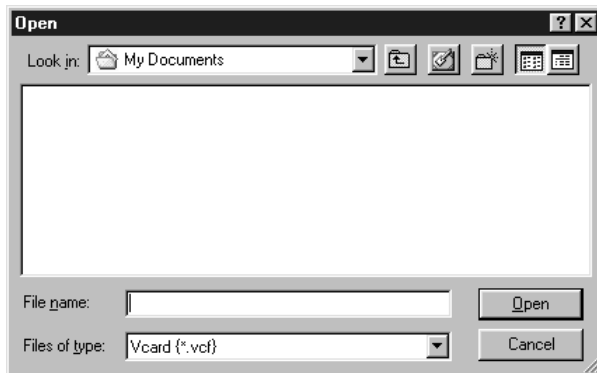 Open
Look in: My Documents
File name:
Open
Files of type: Vcard {*.vcf}
Cancel